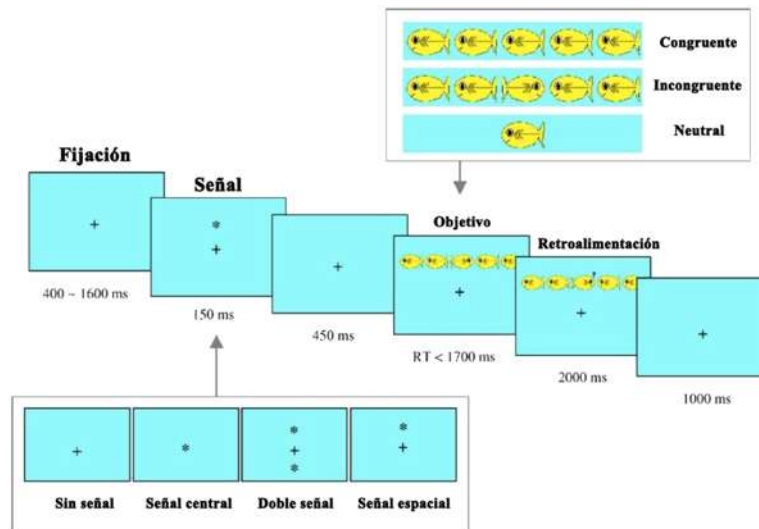 Congruente
Incongruente
Neutral
Fijación
Señal
Objetivo
Retroalimentación
400 ~ 1600 ms
150 ms
450 ms
RT < 1700 ms
2000 ms
1000 ms
Sin señal
Señal central
Doble señal
Señal espacial